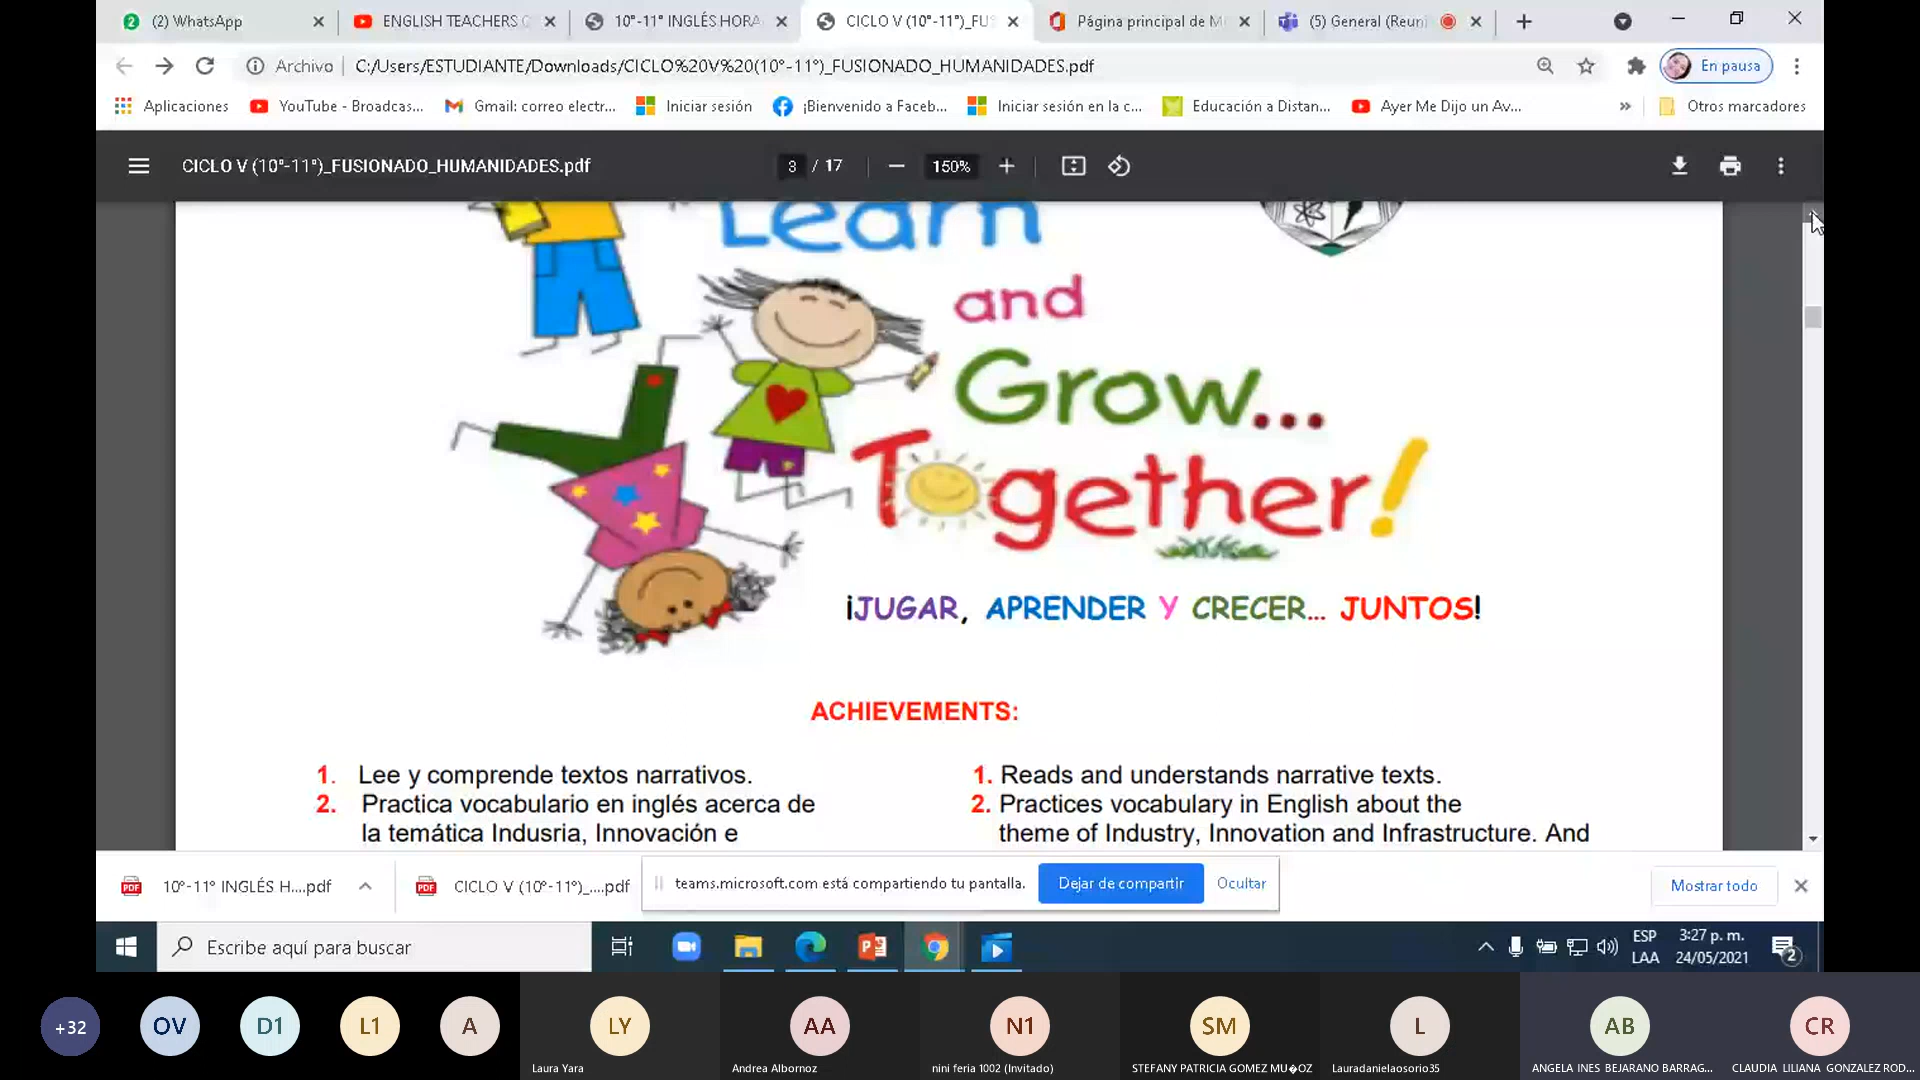 (2) WhatsApp
ENGLISH TEACHERS
10°-11° INGLÉS HORA
CICLO V (10°-11°)_FUS
Página principal de M
(5) General (Reuni
Archivo
C:/Users/ESTUDIANTE/Downloads/CICLO%20V%20(10°-11°)_FUSIONADO_HUMANIDADES.pdf
En pausa
Aplicaciones
YouTube - Broadcas...
Gmail: correo electr...
Iniciar sesión
¡Bienvenido a Faceb...
Iniciar sesión en la c...
Educación a Distan...
Ayer Me Dijo un Av...
»
Otros marcadores
CICLO V (10°-11°)_FUSIONADO_HUMANIDADES.pdf
3 / 17
150%
Learn
and
Grow...
Together!
¡JUGAR, APRENDER Y CRECER... JUNTOS!
ACHIEVEMENTS:
1. Lee y comprende textos narrativos.
2. Practica vocabulario en inglés acerca de
la temática Indusria, Innovación e
1. Reads and understands narrative texts.
2. Practices vocabulary in English about the
theme of Industry, Innovation and Infrastructure. And
10°-11° INGLÉS H....pdf
CICLO V (10°-11°)_....pdf
teams.microsoft.com está compartiendo tu pantalla.
Dejar de compartir
Ocultar
Mostrar todo
Escribe aquí para buscar
ESP
LAA
3:27 p. m.
24/05/2021
2
+32
OV
D1
L1
A
LY
AA
N1
SM
L
AB
CR
Laura Yara
Andrea Albornoz
nini feria 1002 (Invitado)
STEFANY PATRICIA GOMEZ MU�OZ
Lauradanielaosorio35
ANGELA INES BEJARANO BARRAG...
CLAUDIA LILIANA GONZALEZ ROD...